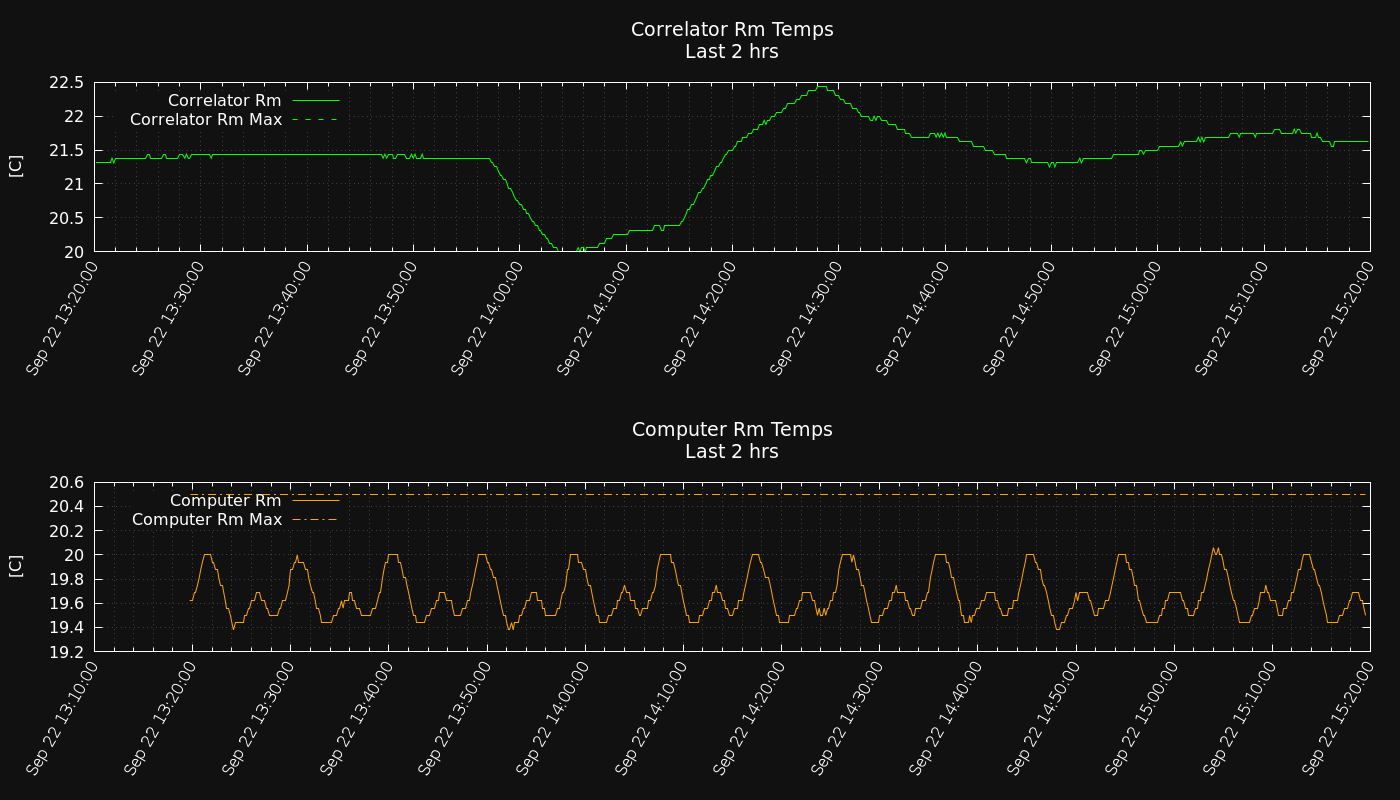 Correlator Rm Temps
Last 2 hrs
[C]
22.5
22
21.5
21
20.5
20
Correlator Rm
Correlator Rm Max
Sep 22 13:20:00
Sep 22 13:30:00
Sep 22 13:40:00
Sep 22 13:50:00
Sep 22 14:00:00
Sep 22 14:10:00
Sep 22 14:20:00
Sep 22 14:30:00
Sep 22 14:40:00
Sep 22 14:50:00
Sep 22 15:00:00
Sep 22 15:10:00
Sep 22 15:20:00
Computer Rm Temps
Last 2 hrs
[C]
20.6
20.4
20.2
20
19.8
19.6
19.4
19.2
Computer Rm
Computer Rm Max
Sep 22 13:10:00
Sep 22 13:20:00
Sep 22 13:30:00
Sep 22 13:40:00
Sep 22 13:50:00
Sep 22 14:00:00
Sep 22 14:10:00
Sep 22 14:20:00
Sep 22 14:30:00
Sep 22 14:40:00
Sep 22 14:50:00
Sep 22 15:00:00
Sep 22 15:10:00
Sep 22 15:20:00